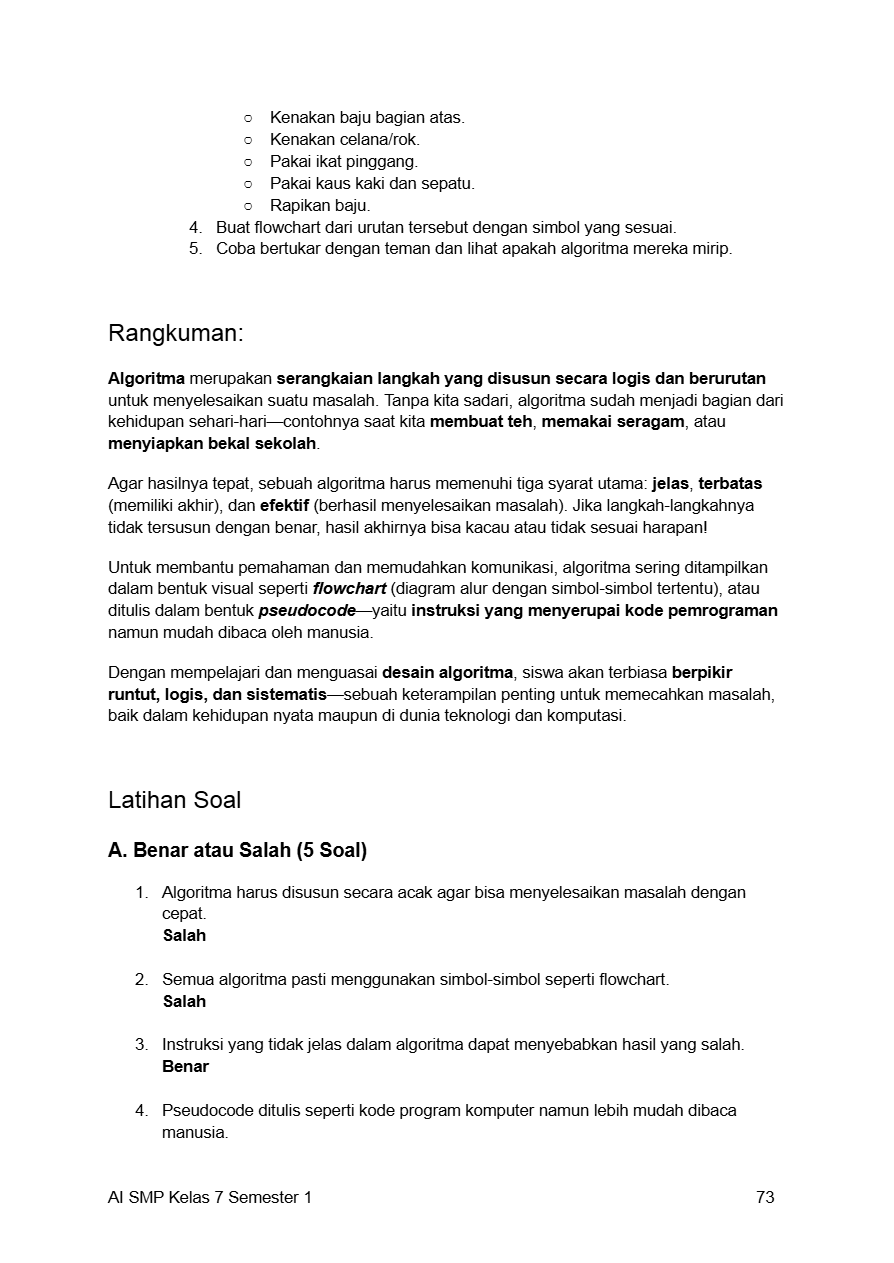 ○ Kenakan baju bagian atas.
○ Kenakan celana/rok.
○ Pakai ikat pinggang.
○ Pakai kaus kaki dan sepatu.
○ Rapikan baju.
4. Buat flowchart dari urutan tersebut dengan simbol yang sesuai.
5. Coba bertukar dengan teman dan lihat apakah algoritma mereka mirip.
Rangkuman:
Algoritma merupakan serangkaian langkah yang disusun secara logis dan berurutan
untuk menyelesaikan suatu masalah. Tanpa kita sadari, algoritma sudah menjadi bagian dari
kehidupan sehari-hari—contohnya saat kita membuat teh, memakai seragam, atau
menyiapkan bekal sekolah.
Agar hasilnya tepat, sebuah algoritma harus memenuhi tiga syarat utama: jelas, terbatas
(memiliki akhir), dan efektif (berhasil menyelesaikan masalah). Jika langkah-langkahnya
tidak tersusun dengan benar, hasil akhirnya bisa kacau atau tidak sesuai harapan!
Untuk membantu pemahaman dan memudahkan komunikasi, algoritma sering ditampilkan
dalam bentuk visual seperti flowchart (diagram alur dengan simbol-simbol tertentu), atau
ditulis dalam bentuk pseudocode—yaitu instruksi yang menyerupai kode pemrograman
namun mudah dibaca oleh manusia.
Dengan mempelajari dan menguasai desain algoritma, siswa akan terbiasa berpikir
runtut, logis, dan sistematis—sebuah keterampilan penting untuk memecahkan masalah,
baik dalam kehidupan nyata maupun di dunia teknologi dan komputasi.
Latihan Soal
A. Benar atau Salah (5 Soal)
1. Algoritma harus disusun secara acak agar bisa menyelesaikan masalah dengan
cepat.
Salah
2. Semua algoritma pasti menggunakan simbol-simbol seperti flowchart.
Salah
3. Instruksi yang tidak jelas dalam algoritma dapat menyebabkan hasil yang salah.
Benar
4. Pseudocode ditulis seperti kode program komputer namun lebih mudah dibaca
manusia.
AI SMP Kelas 7 Semester 1 73